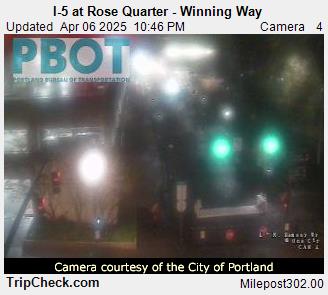 I-5 at Rose Quarter - Winning Way
Updated Apr 06 2025 10:46 PM Camera 4
PBOT
PORTLAND BUREAU OF TRANSPORTATION
Camera courtesy of the City of Portland
TripCheck.com Milepost302.00